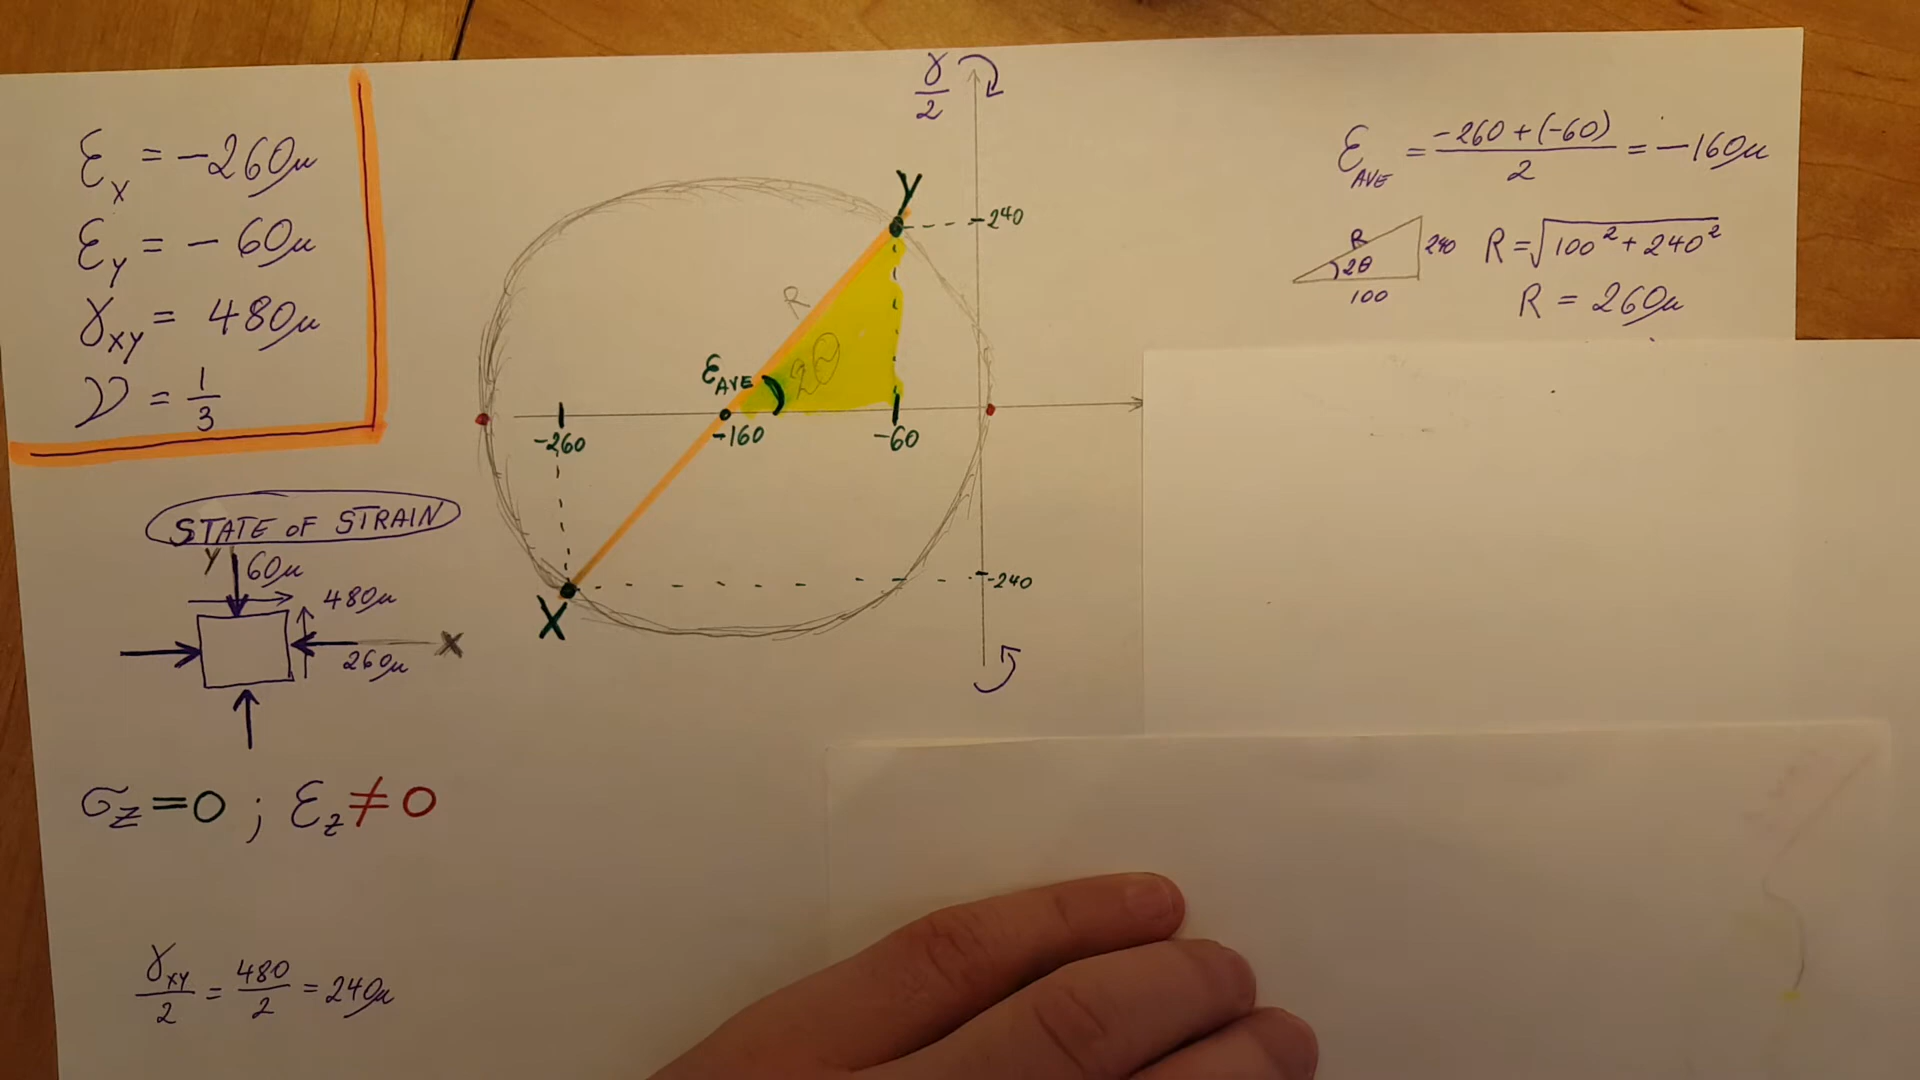 εx = -260μ
εy = - 60μ
γxy = 480μ
ν = 1/3
STATE OF STRAIN
Y
60μ
480μ
X
260μ
σz = 0 ; εz ≠ 0
γxy/2 = 480/2 = 240μ
γ/2
Y
240
R
εAVE
2θ
-260
-160
-60
X
-240
εAVE = (-260 + (-60))/2 = -160μ
R
2θ
240
100
R = √(100² + 240²)
R = 260μ